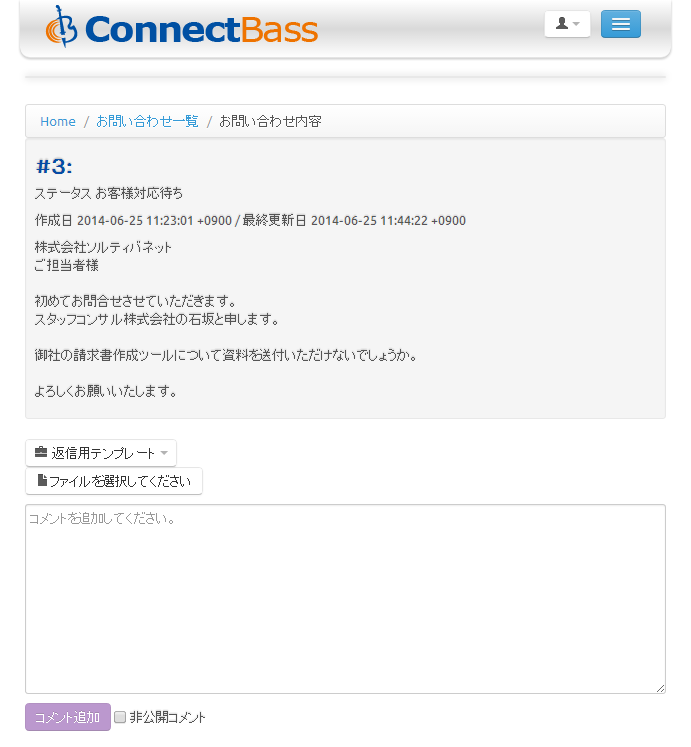 ConnectBass
Home / お問い合わせ一覧 / お問い合わせ内容
#3:
ステータス お客様対応待ち
作成日 2014-06-25 11:23:01 +0900 / 最終更新日 2014-06-25 11:44:22 +0900
株式会社ソルティバネット
ご担当者様
初めてお問合せさせていただきます。
スタッフコンサル株式会社の石坂と申します。
御社の請求書作成ツールについて資料を送付いただけないでしょうか。
よろしくお願いいたします。
返信用テンプレート
ファイルを選択してください
コメントを追加してください。
コメント追加 非公開コメント